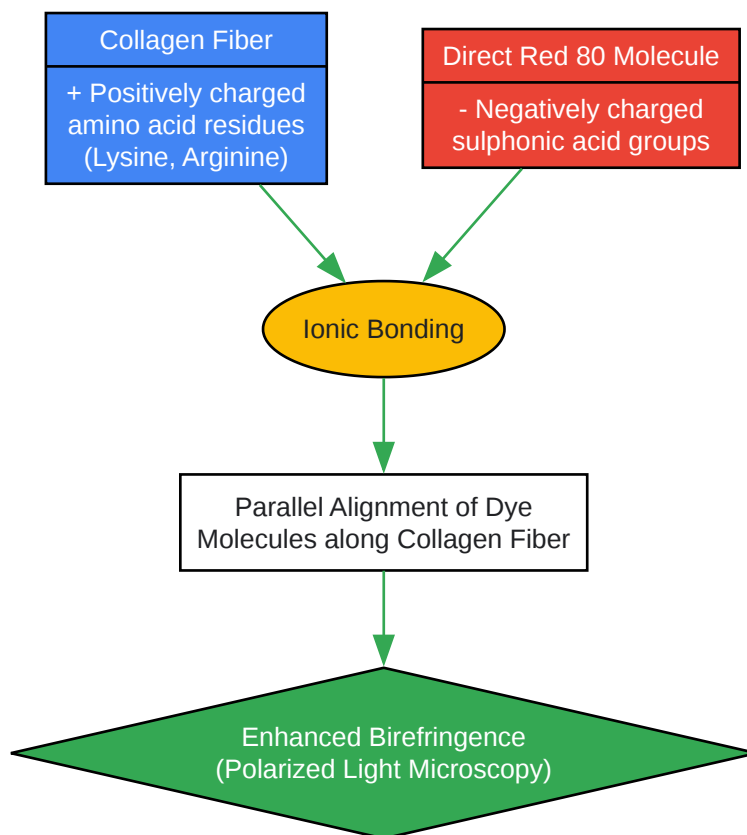 Collagen Fiber
+ Positively charged
amino acid residues
(Lysine, Arginine)
Direct Red 80 Molecule
- Negatively charged
sulphonic acid groups
Ionic Bonding
Parallel Alignment of Dye
Molecules along Collagen Fiber
Enhanced Birefringence
(Polarized Light Microscopy)